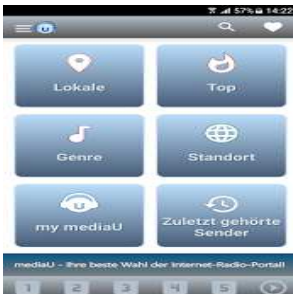 57% 14:22
U
Lokale
Top
Genre
Standort
U
my mediaU
Zuletzt gehörte
Sender
mediaU - Ihre beste Wahl der Internet-Radio-Portal!
1 2 3 4 5